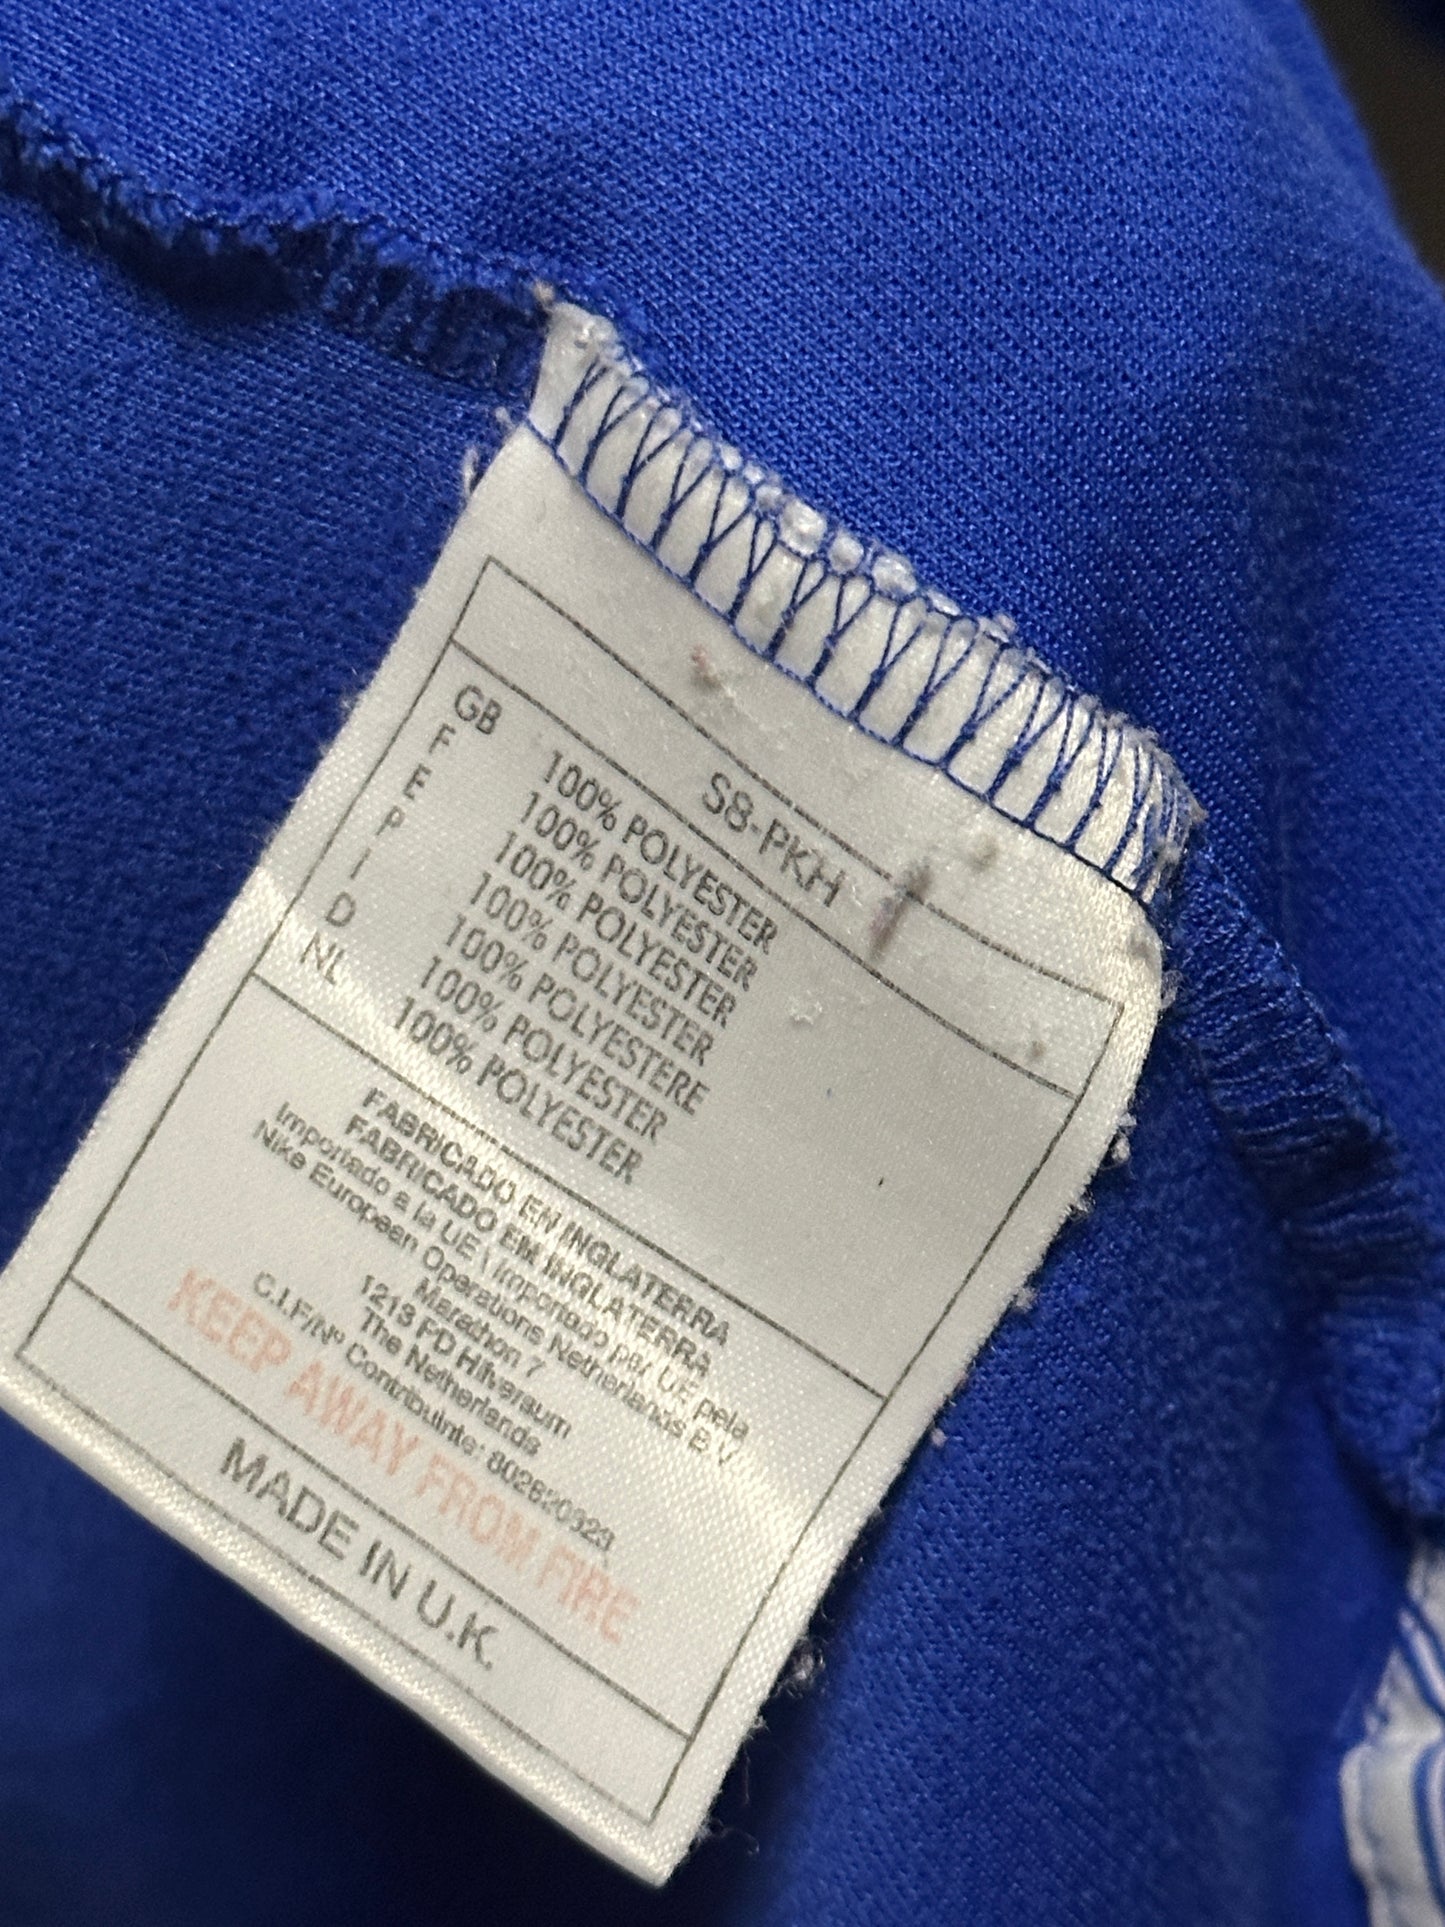 S8-PKH
GB 100% POLYESTER
F 100% POLYESTER
E 100% POLYESTER
P 100% POLYESTER
I 100% POLYESTERE
D 100% POLYESTER
NL 100% POLYESTER
FABRICADO EN INGLATERRA
FABRICADO EM INGLATERRA
Importado a la UE \ Importado par UE pela
Nike European Operations Netherlands B V
Marathon 7
1213 PD Hilversum
The Netherlands
C.I.F/Nº Contribuinte: 802620929
KEEP AWAY FROM FIRE
MADE IN U.K.